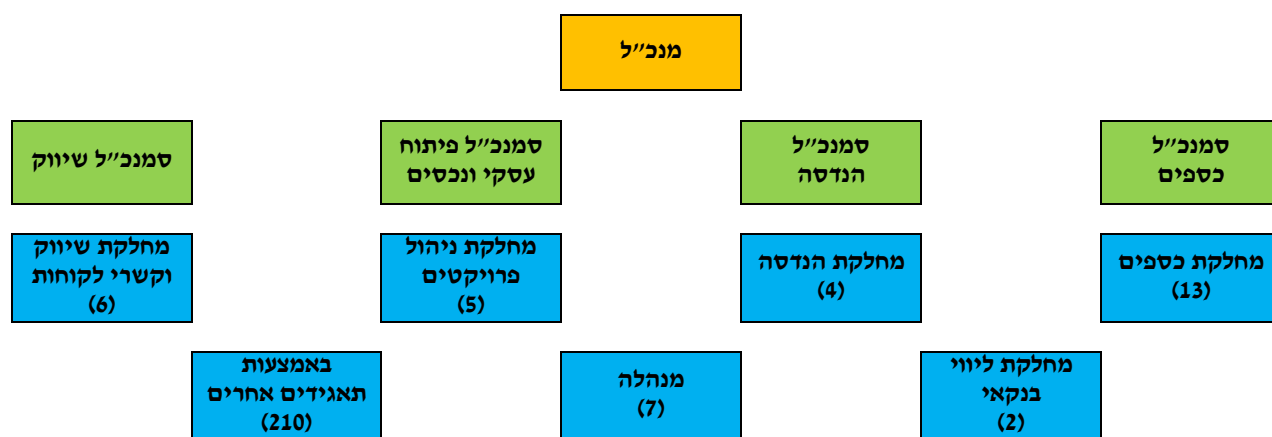 מנכ״ל
סמנכ״ל
כספים
סמנכ״ל
הנדסה
סמנכ״ל פיתוח
עסקי ונכסים
סמנכ״ל שיווק
מחלקת כספים
(13)
מחלקת הנדסה
(4)
מחלקת ניהול
פרויקטים
(5)
מחלקת שיווק
וקשרי לקוחות
(6)
מחלקת ליווי
בנקאי
(2)
מנהלה
(7)
באמצעות
תאגידים אחרים
(210)